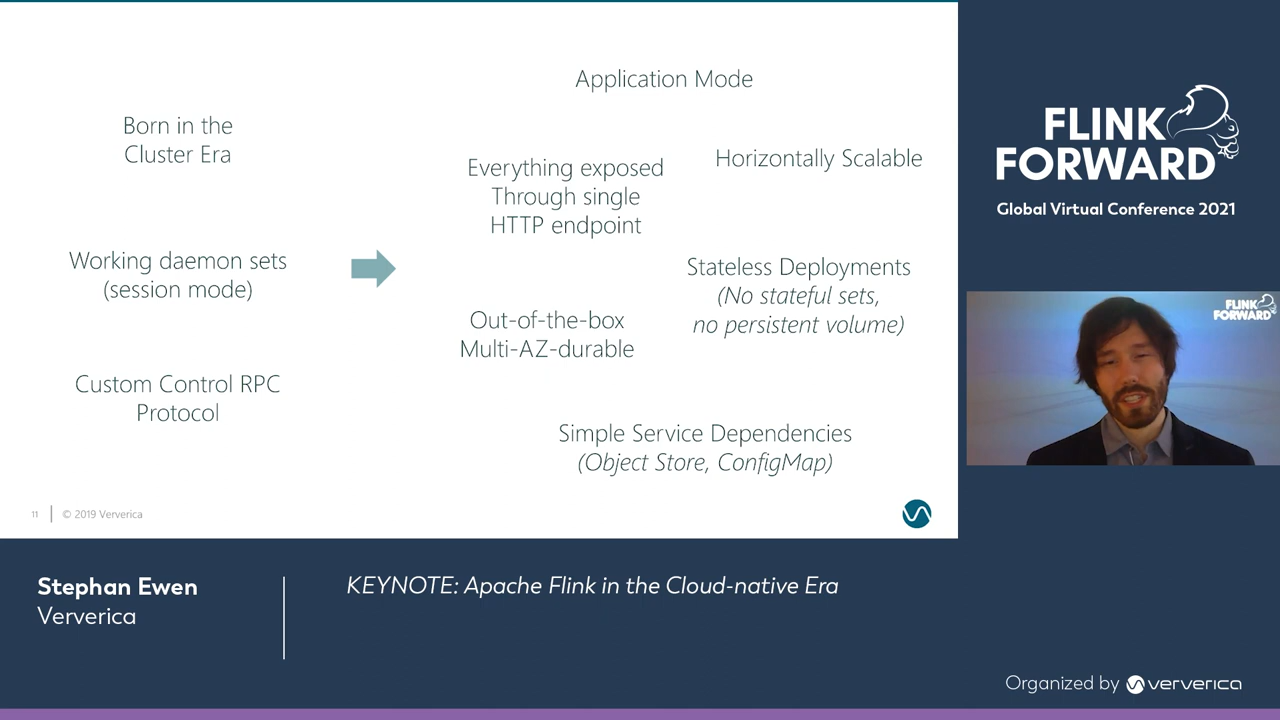 Application Mode
Born in the
Cluster Era
Everything exposed
Through single
HTTP endpoint
Horizontally Scalable
Working daemon sets
(session mode)
Stateless Deployments
(No stateful sets,
no persistent volume)
Out-of-the-box
Multi-AZ-durable
Custom Control RPC
Protocol
Simple Service Dependencies
(Object Store, ConfigMap)
11
© 2019 Ververica
FLINK
FORWARD
Global Virtual Conference 2021
FLINK
FORWARD
Stephan Ewen
Ververica
KEYNOTE: Apache Flink in the Cloud-native Era
Organized by ververica